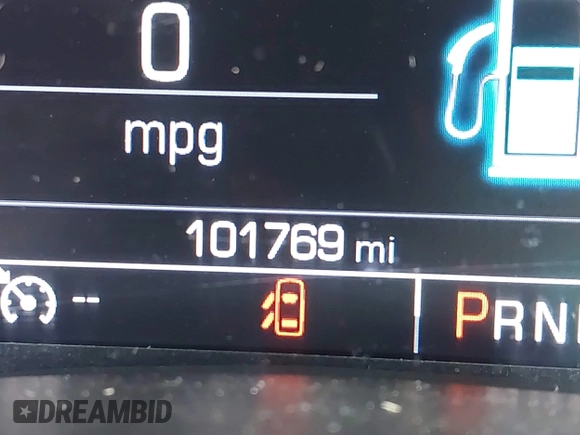 0
mpg
101769 mi
--
PRN
DREAMBID